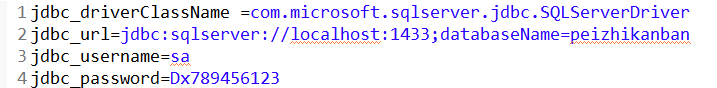 1 jdbc_driverClassName =com.microsoft.sqlserver.jdbc.SQLServerDriver
2 jdbc_url=jdbc:sqlserver://localhost:1433;databaseName=peizhikanban
3 jdbc_username=sa
4 jdbc_password=Dx789456123